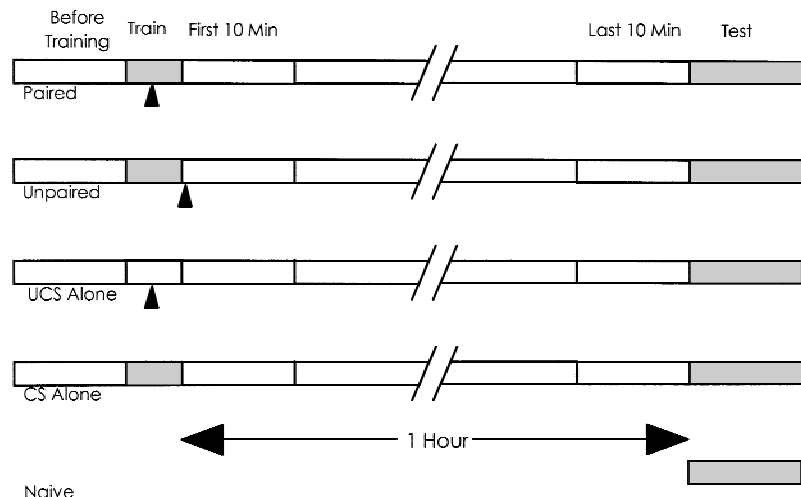 Before
Training
Train
First 10 Min
Last 10 Min
Test
Paired
Unpaired
UCS Alone
CS Alone
1 Hour
Naive